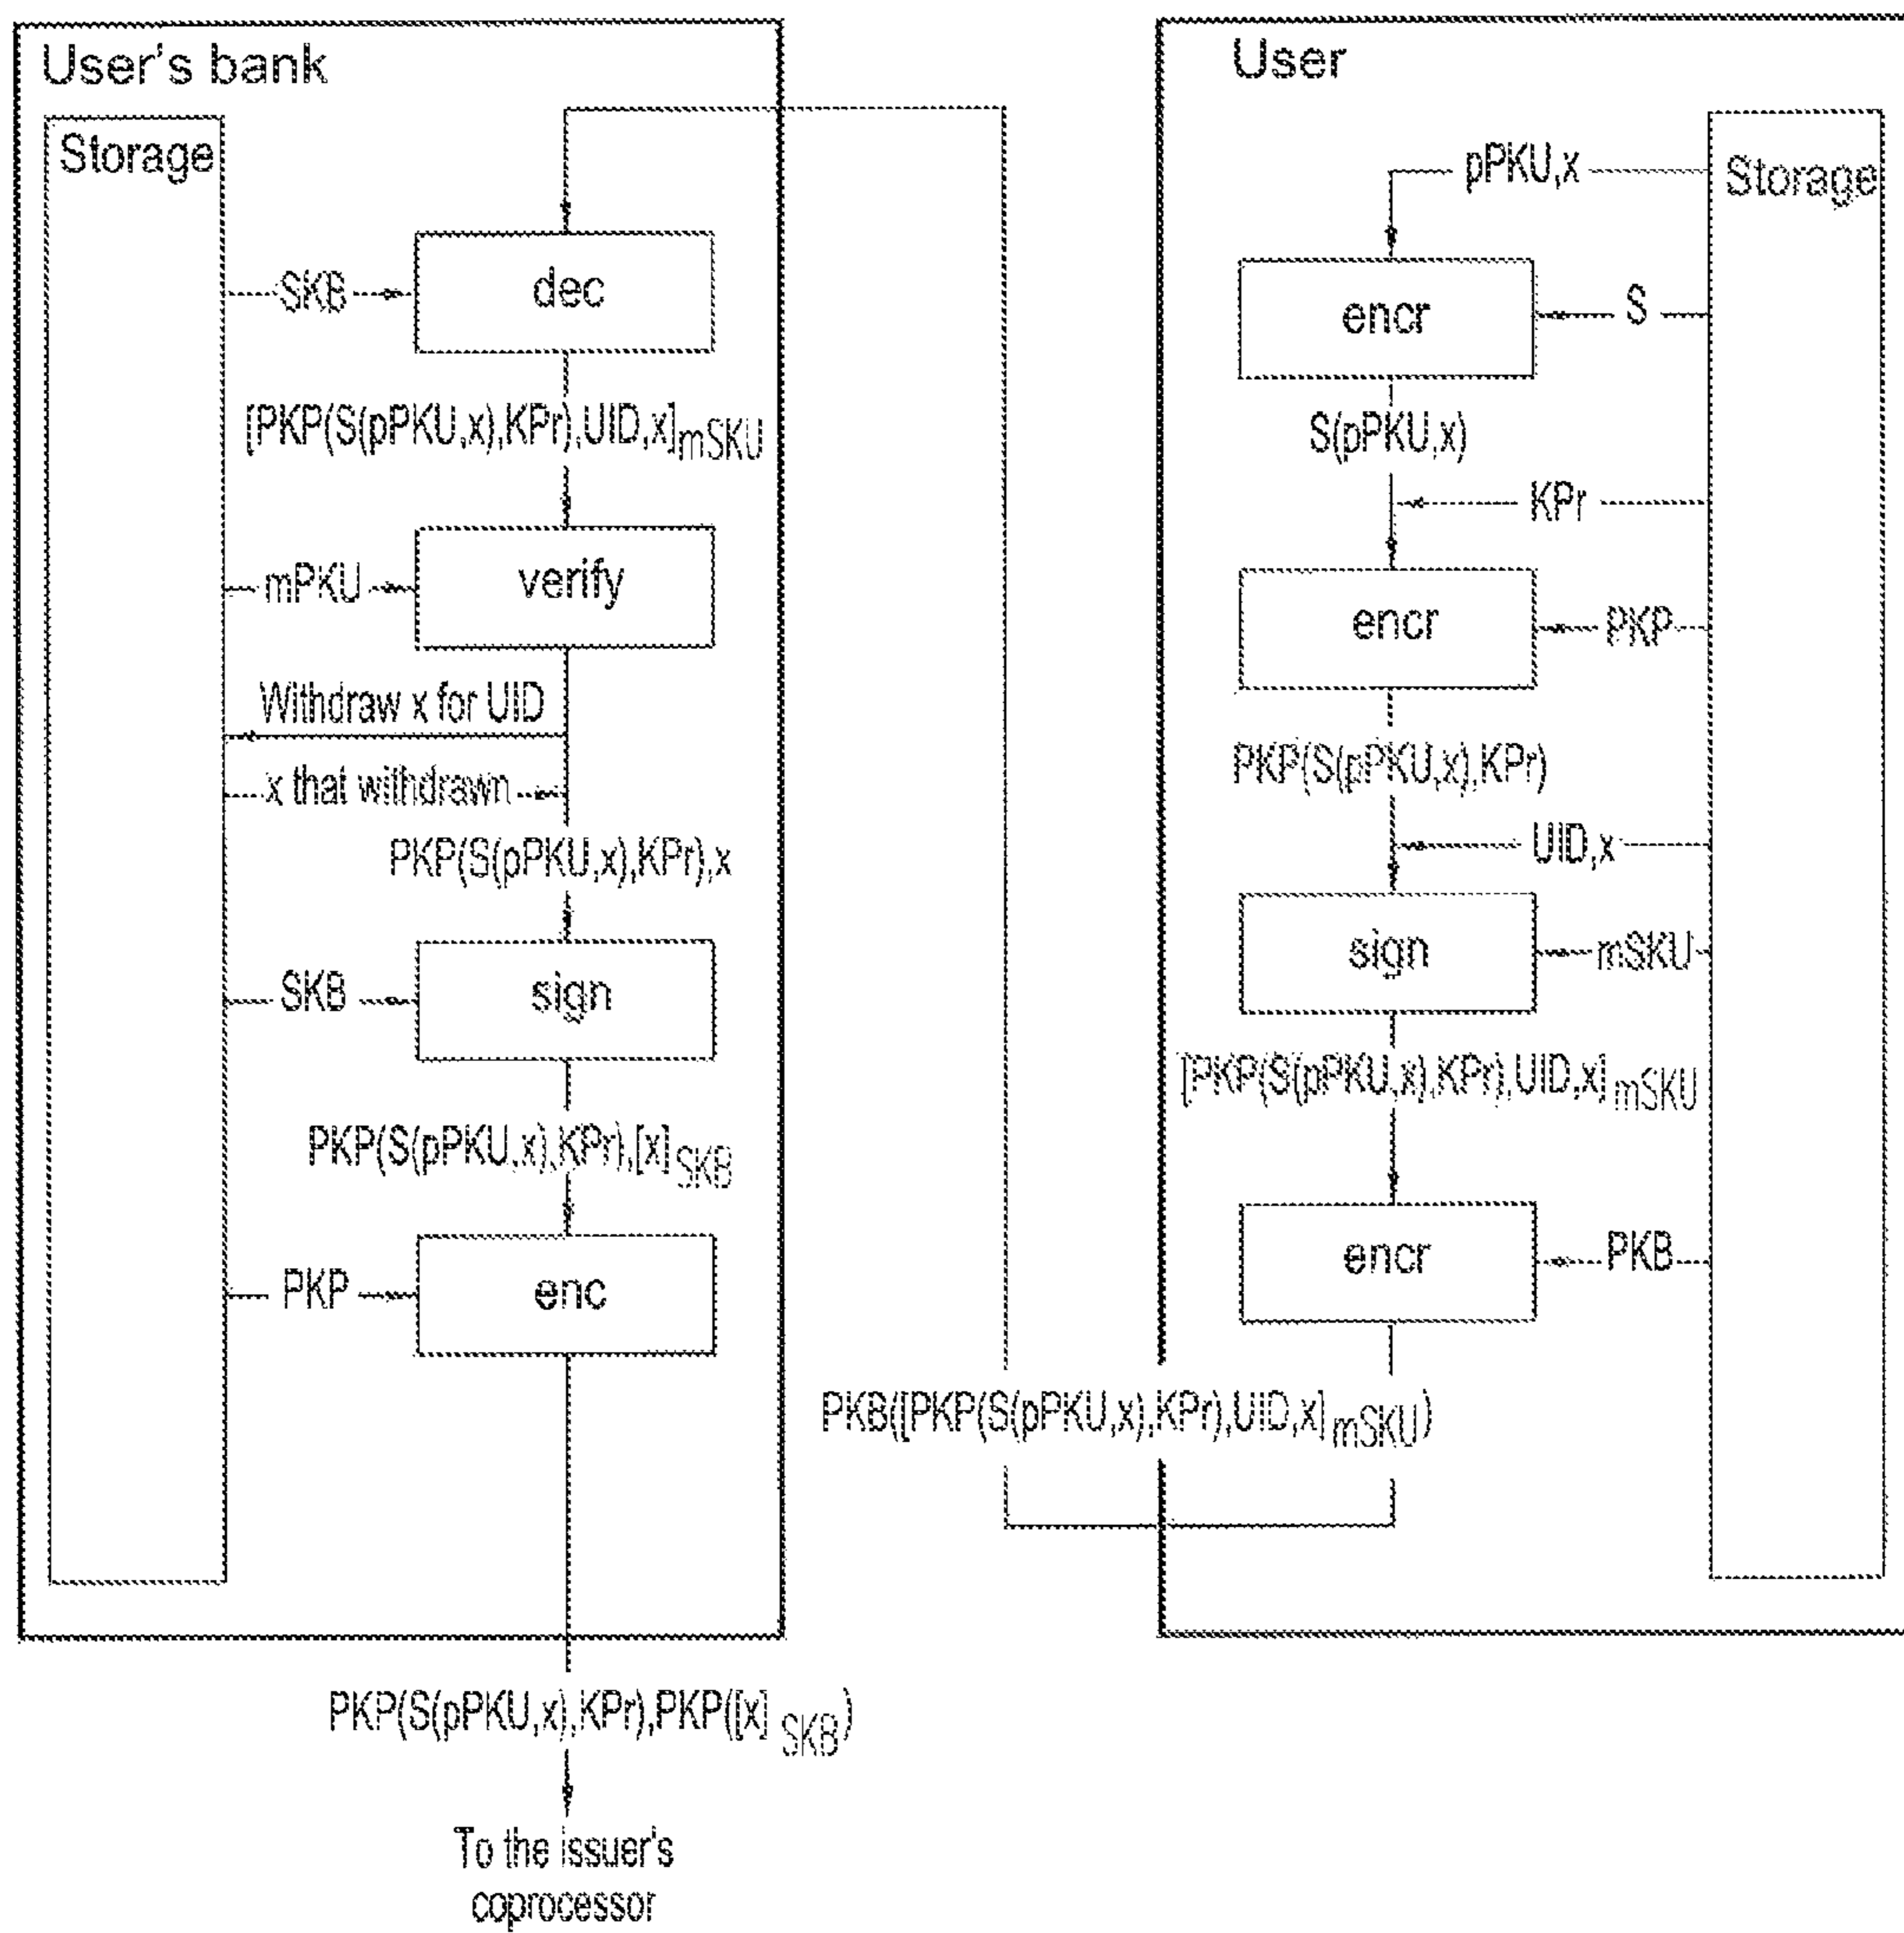 User's bank
Storage
SKB
dec
[PKP(S(pPKU,x),KPr),UID,x]mSKU
mPKU
verify
Withdraw x for UID
x that withdrawn
PKP(S(pPKU,x),KPr),x
SKB
sign
PKP(S(pPKU,x),KPr),[x]SKB
PKP
enc
PKP(S(pPKU,x),KPr),PKP([x]SKB)
To the issuer's
coprocessor
User
Storage
pPKU,x
encr
S
S(pPKU,x)
KPr
encr
PKP
PKP(S(pPKU,x),KPr)
UID,x
sign
mSKU
[PKP(S(pPKU,x),KPr),UID,x]mSKU
encr
PKB
PKB([PKP(S(pPKU,x),KPr),UID,x]mSKU)